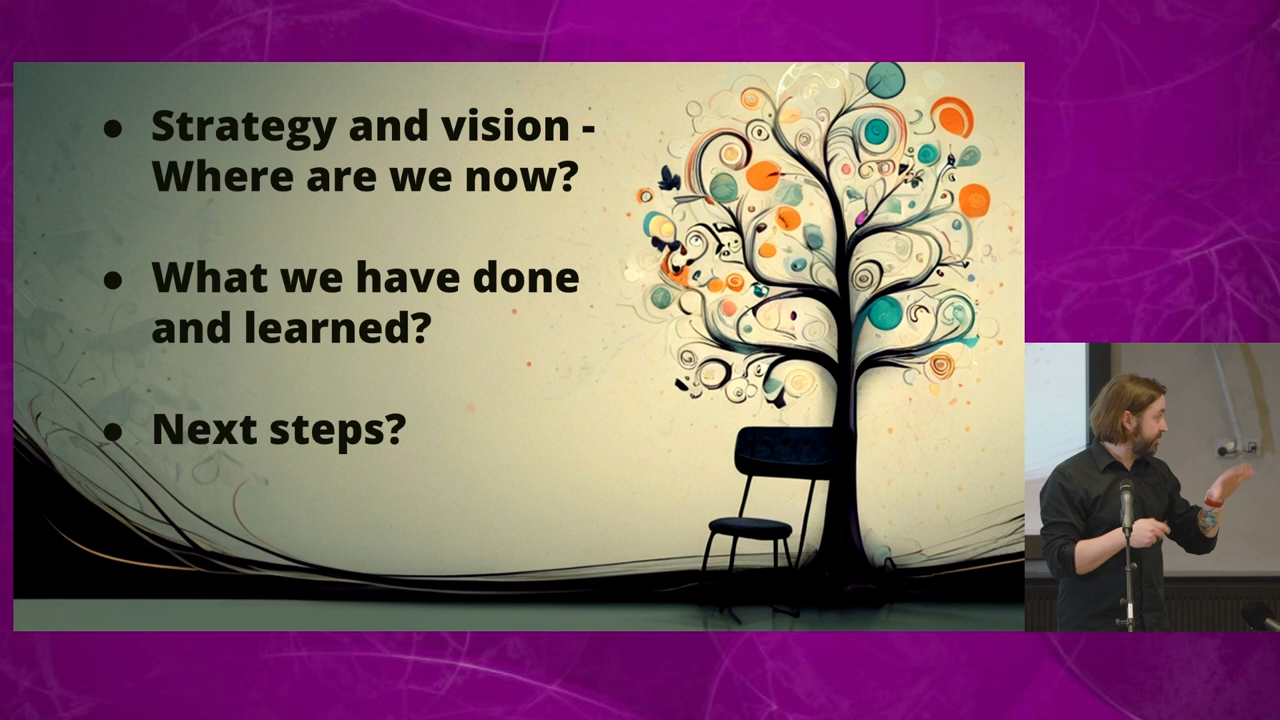 ● Strategy and vision -
Where are we now?
● What we have done
and learned?
● Next steps?